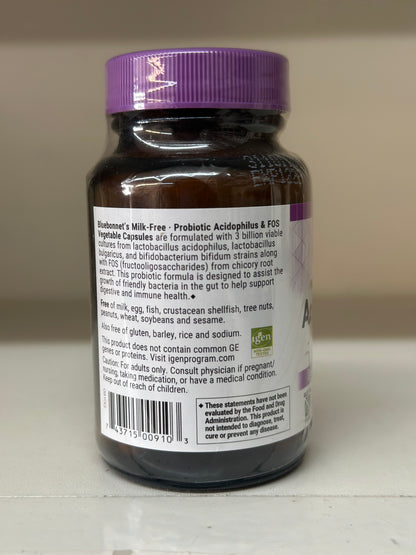 Bluebonnet's Milk-Free · Probiotic Acidophilus & FOS
Vegetable Capsules are formulated with 3 billion viable
cultures from lactobacillus acidophilus, lactobacillus
bulgaricus, and bifidobacterium bifidum strains along
with FOS (fructooligosaccharides) from chicory root
extract. This probiotic formula is designed to assist the
growth of friendly bacteria in the gut to help support
digestive and immune health.◆
Free of milk, egg, fish, crustacean shellfish, tree nuts,
peanuts, wheat, soybeans and sesame.
Also free of gluten, barley, rice and sodium.
This product does not contain common GE
genes or proteins. Visit igenprogram.com
Caution: For adults only. Consult physician if pregnant/
nursing, taking medication, or have a medical condition.
Keep out of reach of children.
igen
TESTED
◆ These statements have not been
evaluated by the Food and Drug
Administration. This product is
not intended to diagnose, treat,
cure or prevent any disease.
7 43715 00910 3